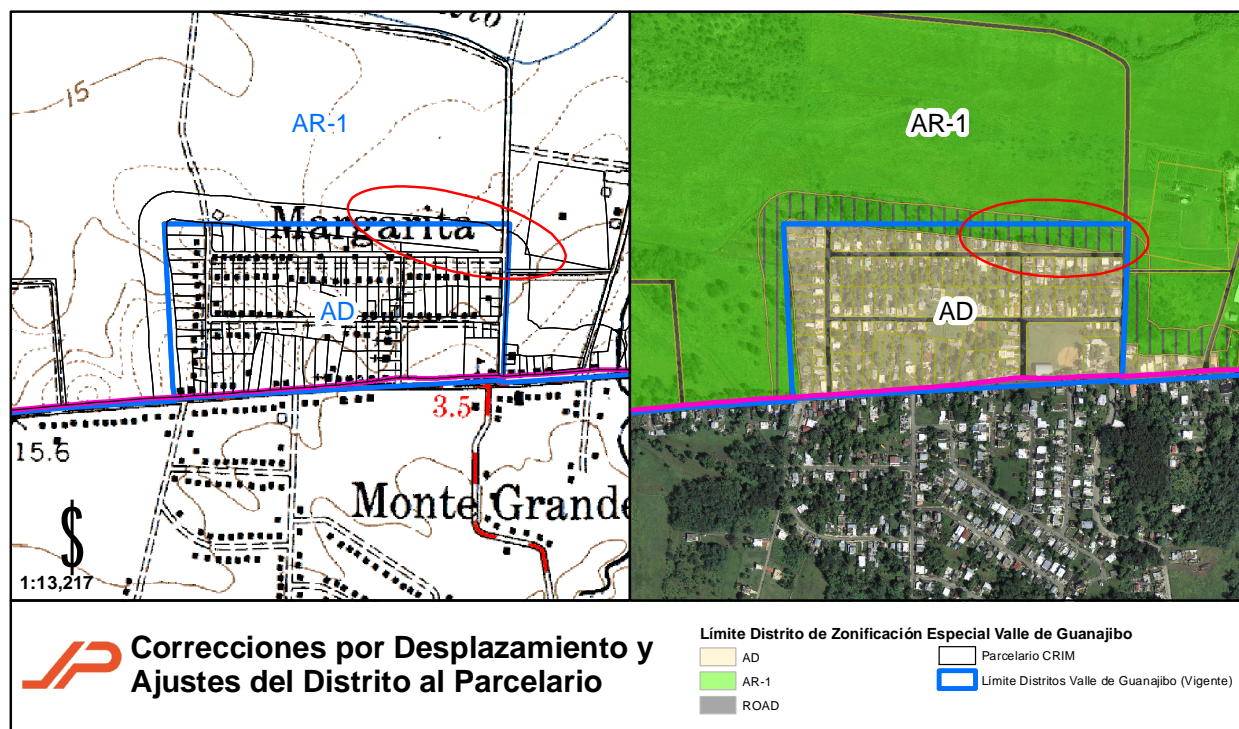 15
AR-1
Margarita
AD
3.5
15.6
Monte Grande
$
1:13,217
AR-1
AD
Correcciones por Desplazamiento y
Ajustes del Distrito al Parcelario
Límite Distrito de Zonificación Especial Valle de Guanajibo
AD
AR-1
ROAD
Parcelario CRIM
Límite Distritos Valle de Guanajibo (Vigente)